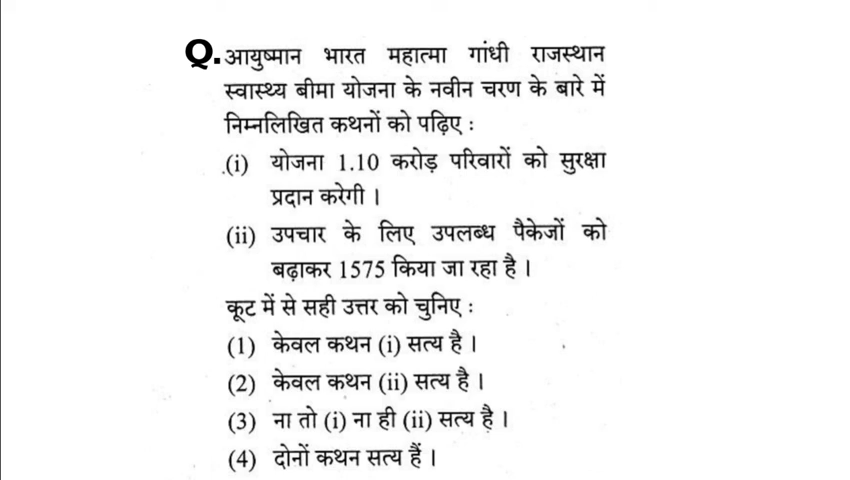 Q. आयुष्मान भारत महात्मा गांधी राजस्थान
स्वास्थ्य बीमा योजना के नवीन चरण के बारे में
निम्नलिखित कथनों को पढ़िए :
(i) योजना 1.10 करोड़ परिवारों को सुरक्षा
प्रदान करेगी ।
(ii) उपचार के लिए उपलब्ध पैकेजों को
बढ़ाकर 1575 किया जा रहा है ।
कूट में से सही उत्तर को चुनिए :
(1) केवल कथन (i) सत्य है ।
(2) केवल कथन (ii) सत्य है ।
(3) ना तो (i) ना ही (ii) सत्य है ।
(4) दोनों कथन सत्य हैं ।